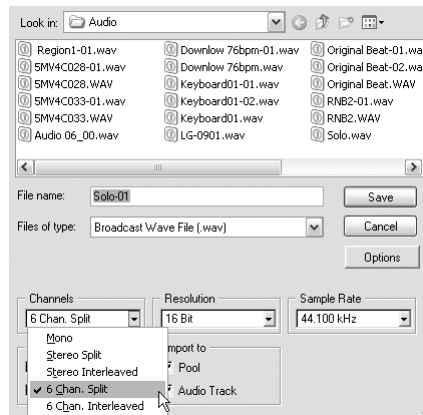 Look in: Audio
Region1-01.wav
5MV4C028-01.wav
5MV4C028.WAV
5MV4C033-01.wav
5MV4C033.WAV
Audio 06_00.wav
Downlow 76bpm-01.wav
Downlow 76bpm.wav
Keyboard01-01.wav
Keyboard01-02.wav
Keyboard01.wav
LG-0901.wav
Original Beat-01.wa
Original Beat-02.wa
Original Beat.WAV
RNB2-01.wav
RNB2.WAV
Solo.wav
File name: Solo-01 Save
Files of type: Broadcast Wave File (.wav) Cancel
Options
Channels Resolution Sample Rate
6 Chan. Split 16 Bit 44.100 kHz
Mono
Stereo Split
Stereo Interleaved
6 Chan. Split
6 Chan. Interleaved
mport to
Pool
Audio Track